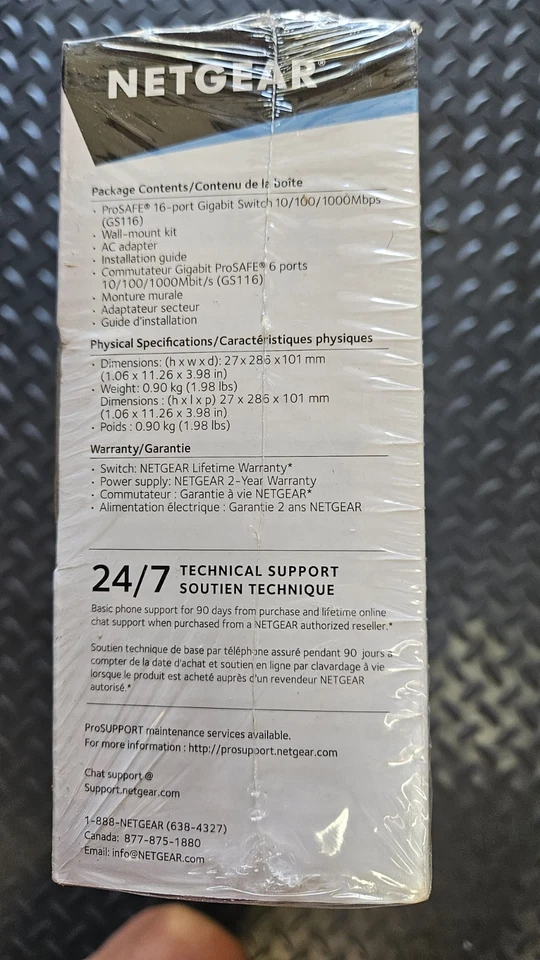 NETGEAR®
Package Contents/Contenu de la boîte
• ProSAFE® 16-port Gigabit Switch 10/100/1000Mbps
(GS116)
• Wall-mount kit
• AC adapter
• Installation guide
• Commutateur Gigabit ProSAFE® 6 ports
10/100/1000Mbit/s (GS116)
• Monture murale
• Adaptateur secteur
• Guide d'installation
Physical Specifications/Caractéristiques physiques
• Dimensions: (h x w x d): 27 x 286 x 101 mm
(1.06 x 11.26 x 3.98 in)
• Weight: 0.90 kg (1.98 lbs)
Dimensions : (h x l x p) 27 x 286 x 101 mm
(1.06 x 11.26 x 3.98 in)
• Poids : 0.90 kg (1.98 lbs)
Warranty/Garantie
• Switch: NETGEAR Lifetime Warranty*
• Power supply: NETGEAR 2-Year Warranty
• Commutateur : Garantie à vie NETGEAR*
• Alimentation électrique : Garantie 2 ans NETGEAR
24/7 TECHNICAL SUPPORT
SOUTIEN TECHNIQUE
Basic phone support for 90 days from purchase and lifetime online
chat support when purchased from a NETGEAR authorized reseller.*
Soutien technique de base par téléphone assuré pendant 90 jours à
compter de la date d'achat et soutien en ligne par clavardage à vie
lorsque le produit est acheté auprès d'un revendeur NETGEAR
autorisé.*
ProSUPPORT maintenance services available.
For more information : http://prosupport.netgear.com
Chat support @
Support.netgear.com
1-888-NETGEAR (638-4327)
Canada: 877-875-1880
Email: info@NETGEAR.com